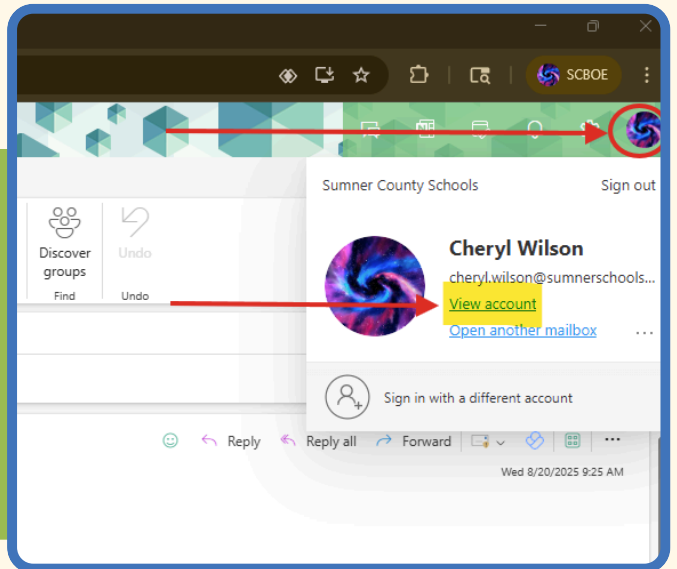 SCBOE
Sumner County Schools
Sign out
Discover
groups
Undo
Find
Undo
Cheryl Wilson
cheryl.wilson@sumnerschools...
View account
Open another mailbox ...
Sign in with a different account
Reply
Reply all
Forward
Wed 8/20/2025 9:25 AM